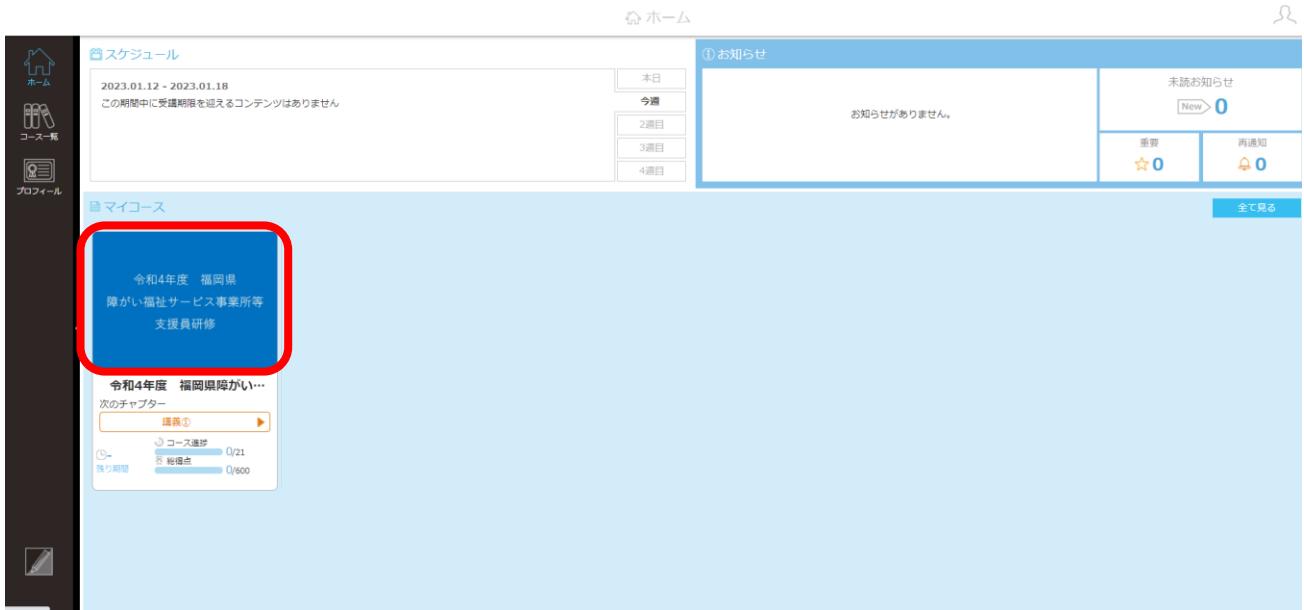 ホーム
ホーム
コース一覧
プロフィール
スケジュール
2023.01.12 - 2023.01.18
この期間中に受講期限を迎えるコンテンツはありません
本日
今週
2週目
3週目
4週目
お知らせ
お知らせがありません。
未読お知らせ
New 0
重要
0
再通知
0
マイコース
全て見る
令和4年度 福岡県
障がい福祉サービス事業所等
支援員研修
令和4年度 福岡県障がい…
次のチャプター
講義①
コース進捗
0/21
総得点
0/600
残り期間
-